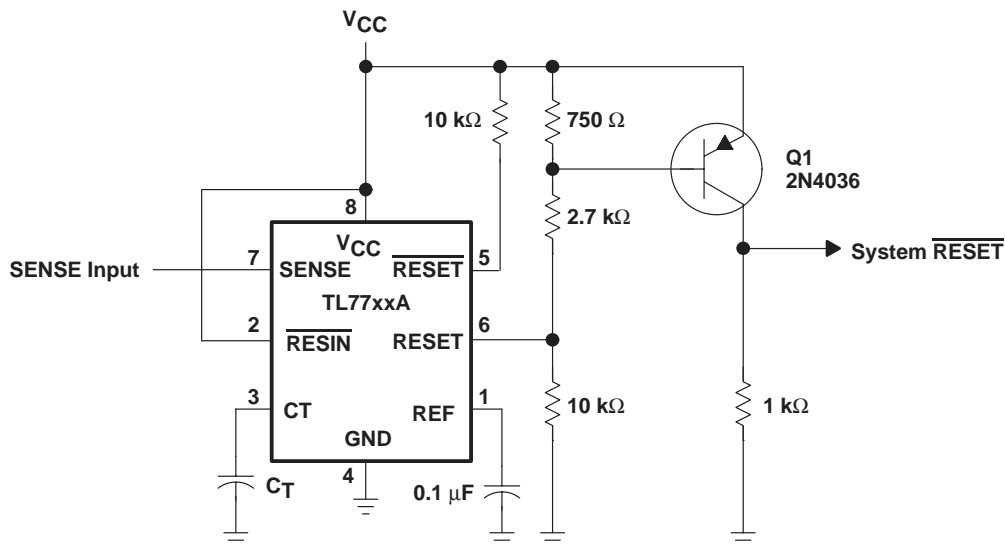 VCC
10 kΩ
750 Ω
Q1
2N4036
8
2.7 kΩ
VCC
7
5
SENSE Input
SENSE
RESET
System RESET
TL77xxA
2
6
RESIN
RESET
3
1
CT
REF
10 kΩ
1 kΩ
GND
4
CT
0.1 μF